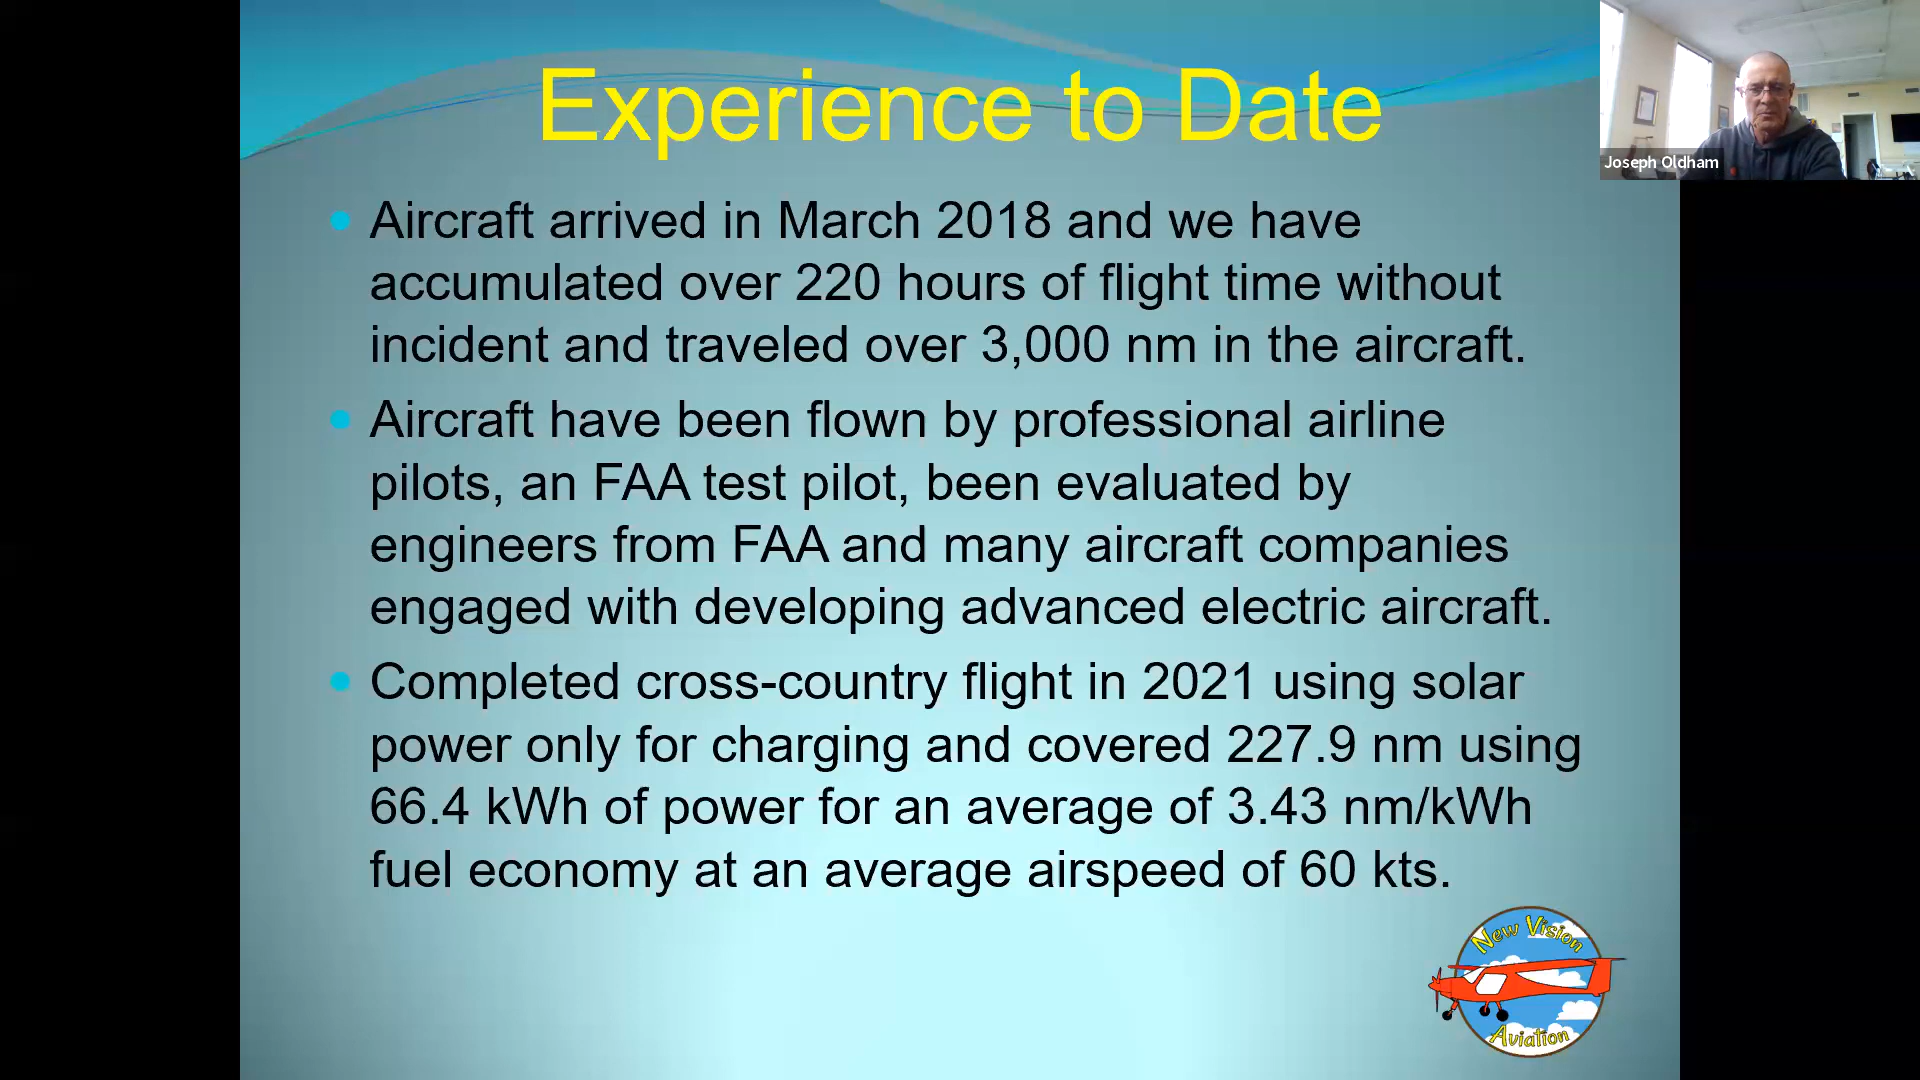 Experience to Date
Joseph Oldham
Aircraft arrived in March 2018 and we have
accumulated over 220 hours of flight time without
incident and traveled over 3,000 nm in the aircraft.
Aircraft have been flown by professional airline
pilots, an FAA test pilot, been evaluated by
engineers from FAA and many aircraft companies
engaged with developing advanced electric aircraft.
Completed cross-country flight in 2021 using solar
power only for charging and covered 227.9 nm using
66.4 kWh of power for an average of 3.43 nm/kWh
fuel economy at an average airspeed of 60 kts.
New Vision
Aviation